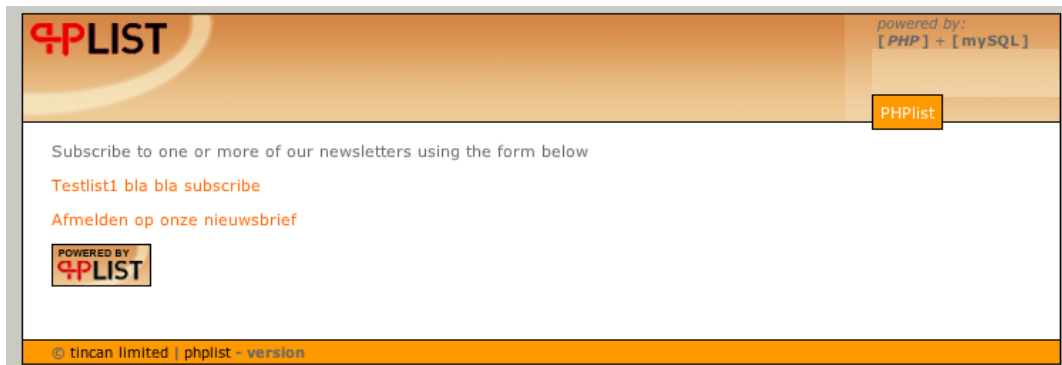 PLIST
powered by:
[PHP] + [mySQL]
PHPlist
Subscribe to one or more of our newsletters using the form below
Testlist1 bla bla subscribe
Afmelden op onze nieuwsbrief
POWERED BY
PLIST
© tincan limited | phplist - version